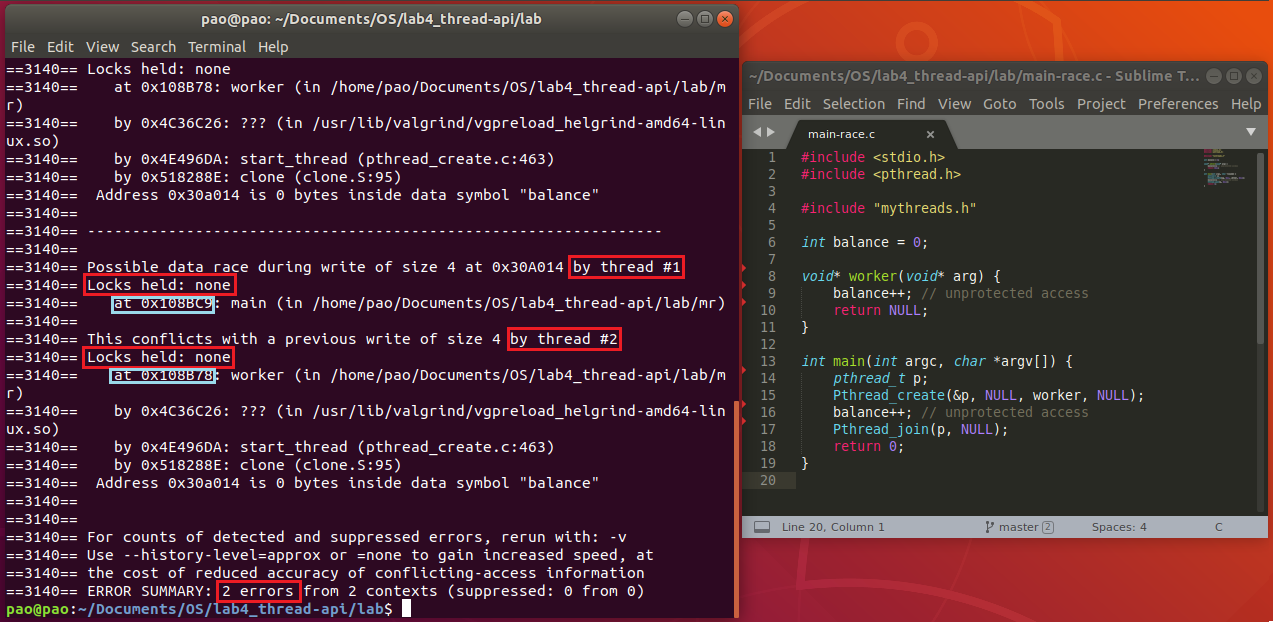 pao@pao: ~/Documents/OS/lab4_thread-api/lab
File Edit View Search Terminal Help
==3140== Locks held: none
==3140==    at 0x108B78: worker (in /home/pao/Documents/OS/lab4_thread-api/lab/m
r)
==3140==    by 0x4C36C26: ??? (in /usr/lib/valgrind/vgpreload_helgrind-amd64-lin
ux.so)
==3140==    by 0x4E496DA: start_thread (pthread_create.c:463)
==3140==    by 0x518288E: clone (clone.S:95)
==3140==  Address 0x30a014 is 0 bytes inside data symbol "balance"
==3140==
==3140== ----------------------------------------------------------------
==3140==
==3140== Possible data race during write of size 4 at 0x30A014 by thread #1
==3140== Locks held: none
==3140==    at 0x108BC9: main (in /home/pao/Documents/OS/lab4_thread-api/lab/mr)
==3140==
==3140== This conflicts with a previous write of size 4 by thread #2
==3140== Locks held: none
==3140==    at 0x108B78: worker (in /home/pao/Documents/OS/lab4_thread-api/lab/m
r)
==3140==    by 0x4C36C26: ??? (in /usr/lib/valgrind/vgpreload_helgrind-amd64-lin
ux.so)
==3140==    by 0x4E496DA: start_thread (pthread_create.c:463)
==3140==    by 0x518288E: clone (clone.S:95)
==3140==  Address 0x30a014 is 0 bytes inside data symbol "balance"
==3140==
==3140==
==3140== For counts of detected and suppressed errors, rerun with: -v
==3140== Use --history-level=approx or =none to gain increased speed, at
==3140== the cost of reduced accuracy of conflicting-access information
==3140== ERROR SUMMARY: 2 errors from 2 contexts (suppressed: 0 from 0)
pao@pao:~/Documents/OS/lab4_thread-api/lab$
~/Documents/OS/lab4_thread-api/lab/main-race.c - Sublime T...
File Edit Selection Find View Goto Tools Project Preferences Help
main-race.c
1 #include <stdio.h>
2 #include <pthread.h>
3
4 #include "mythreads.h"
5
6 int balance = 0;
7
8 void* worker(void* arg) {
9     balance++; // unprotected access
10     return NULL;
11 }
12
13 int main(int argc, char *argv[]) {
14     pthread_t p;
15     Pthread_create(&p, NULL, worker, NULL);
16     balance++; // unprotected access
17     Pthread_join(p, NULL);
18     return 0;
19 }
20
Line 20, Column 1 master 2 Spaces: 4 C